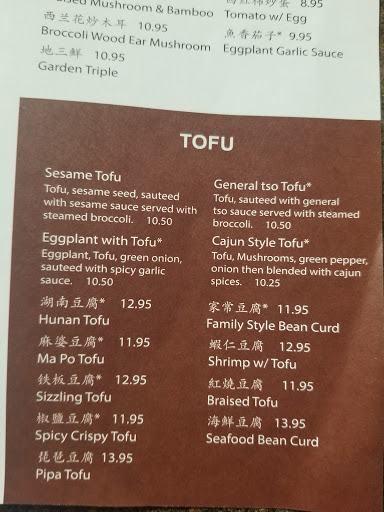 Mushroom & Bamboo
西兰花炒木耳 10.95
Broccoli Wood Ear Mushroom
地三鲜 10.95
Garden Triple
8.95
Tomato w/ Egg
魚香茄子* 9.95
Eggplant Garlic Sauce
TOFU
Sesame Tofu
Tofu, sesame seed, sauteed
with sesame sauce served with
steamed broccoli. 10.50
Eggplant with Tofu*
Eggplant, Tofu, green onion,
sauteed with spicy garlic
sauce. 10.50
湖南豆腐* 12.95
Hunan Tofu
麻婆豆腐* 11.95
Ma Po Tofu
铁板豆腐* 12.95
Sizzling Tofu
椒鹽豆腐* 11.95
Spicy Crispy Tofu
琵琶豆腐 13.95
Pipa Tofu
General tso Tofu*
Tofu, sauteed with general
tso sauce served with steamed
broccoli. 10.50
Cajun Style Tofu*
Tofu, Mushrooms, green pepper,
onion then blended with cajun
spices. 10.25
家常豆腐* 11.95
Family Style Bean Curd
蝦仁豆腐 12.95
Shrimp w/ Tofu
紅燒豆腐 11.95
Braised Tofu
海鮮豆腐 13.95
Seafood Bean Curd